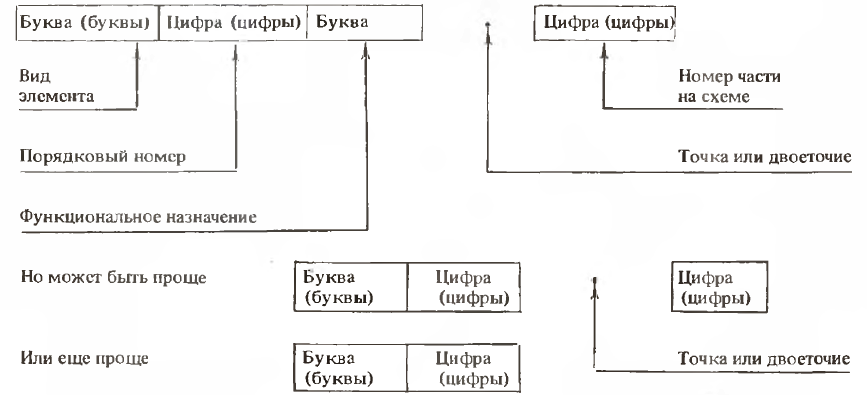 Буква (буквы) Цифра (цифры) Буква . Цифра (цифры)
Вид
элемента
Номер части
на схеме
Порядковый номер
Точка или двоеточие
Функциональное назначение
Но может быть проще
Буква
(буквы)
Цифра
(цифры)
.
Цифра
(цифры)
Или еще проще
Буква
(буквы)
Цифра
(цифры)
Точка или двоеточие